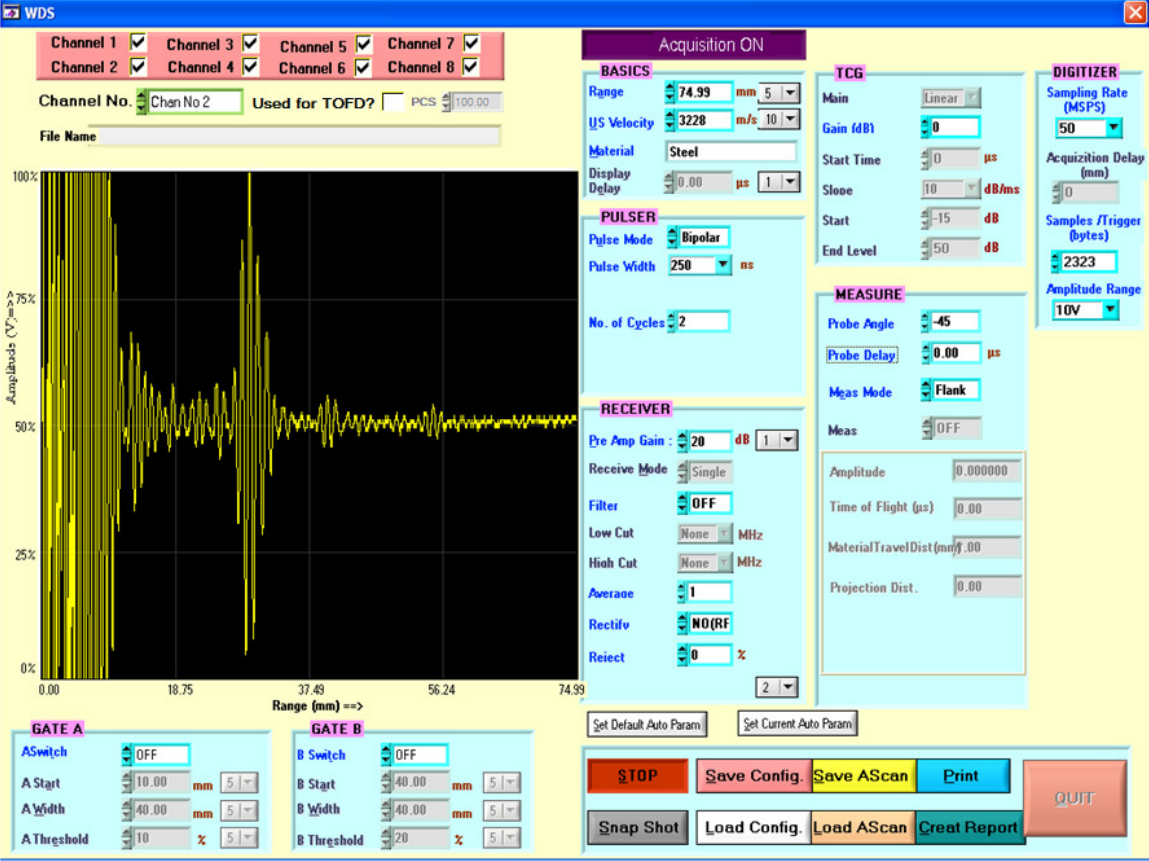 WDS
Channel 1 Channel 3 Channel 5 Channel 7
Channel 2 Channel 4 Channel 6 Channel 8
Channel No. Chan No 2 Used for TOFD? PCS 100.00
File Name
100%
75%
50%
25%
0%
Amplitude (V)==>>
0.00 18.75 37.49 56.24 74.99
Range (mm) ==>
GATE A
ASwitch OFF
A Start 10.00 mm 5
A Width 40.00 mm 5
A Threshold 10 % 5
GATE B
B Switch OFF
B Start 40.00 mm 5
B Width 40.00 mm 5
B Threshold 20 % 5
Acquisition ON
BASICS
Range 74.99 mm 5
US Velocity 3228 m/s 10
Material Steel
Display Delay 0.00 µs 1
PULSER
Pulse Mode Bipolar
Pulse Width 250 ns
No. of Cycles 2
RECEIVER
Pre Amp Gain : 20 dB 1
Receive Mode Single
Filter OFF
Low Cut None MHz
High Cut None MHz
Average 1
Rectify NO(RF
Reject 0 %
2
TCG
Main Linear
Gain (dB) 0
Start Time 0 µs
Slope 10 dB/ms
Start -15 dB
End Level 50 dB
MEASURE
Probe Angle -45
Probe Delay 0.00 µs
Meas Mode Flank
Meas OFF
Amplitude 0.000000
Time of Flight (µs) 0.00
MaterialTravelDist(mm) .00
Projection Dist. 0.00
DIGITIZER
Sampling Rate
(MSPS)
50
Acquizition Delay
(mm)
0
Samples /Trigger
(bytes)
2323
Amplitude Range
10V
Set Default Auto Param Set Current Auto Param
STOP Save Config. Save AScan Print
QUIT
Snap Shot Load Config. Load AScan Creat Report